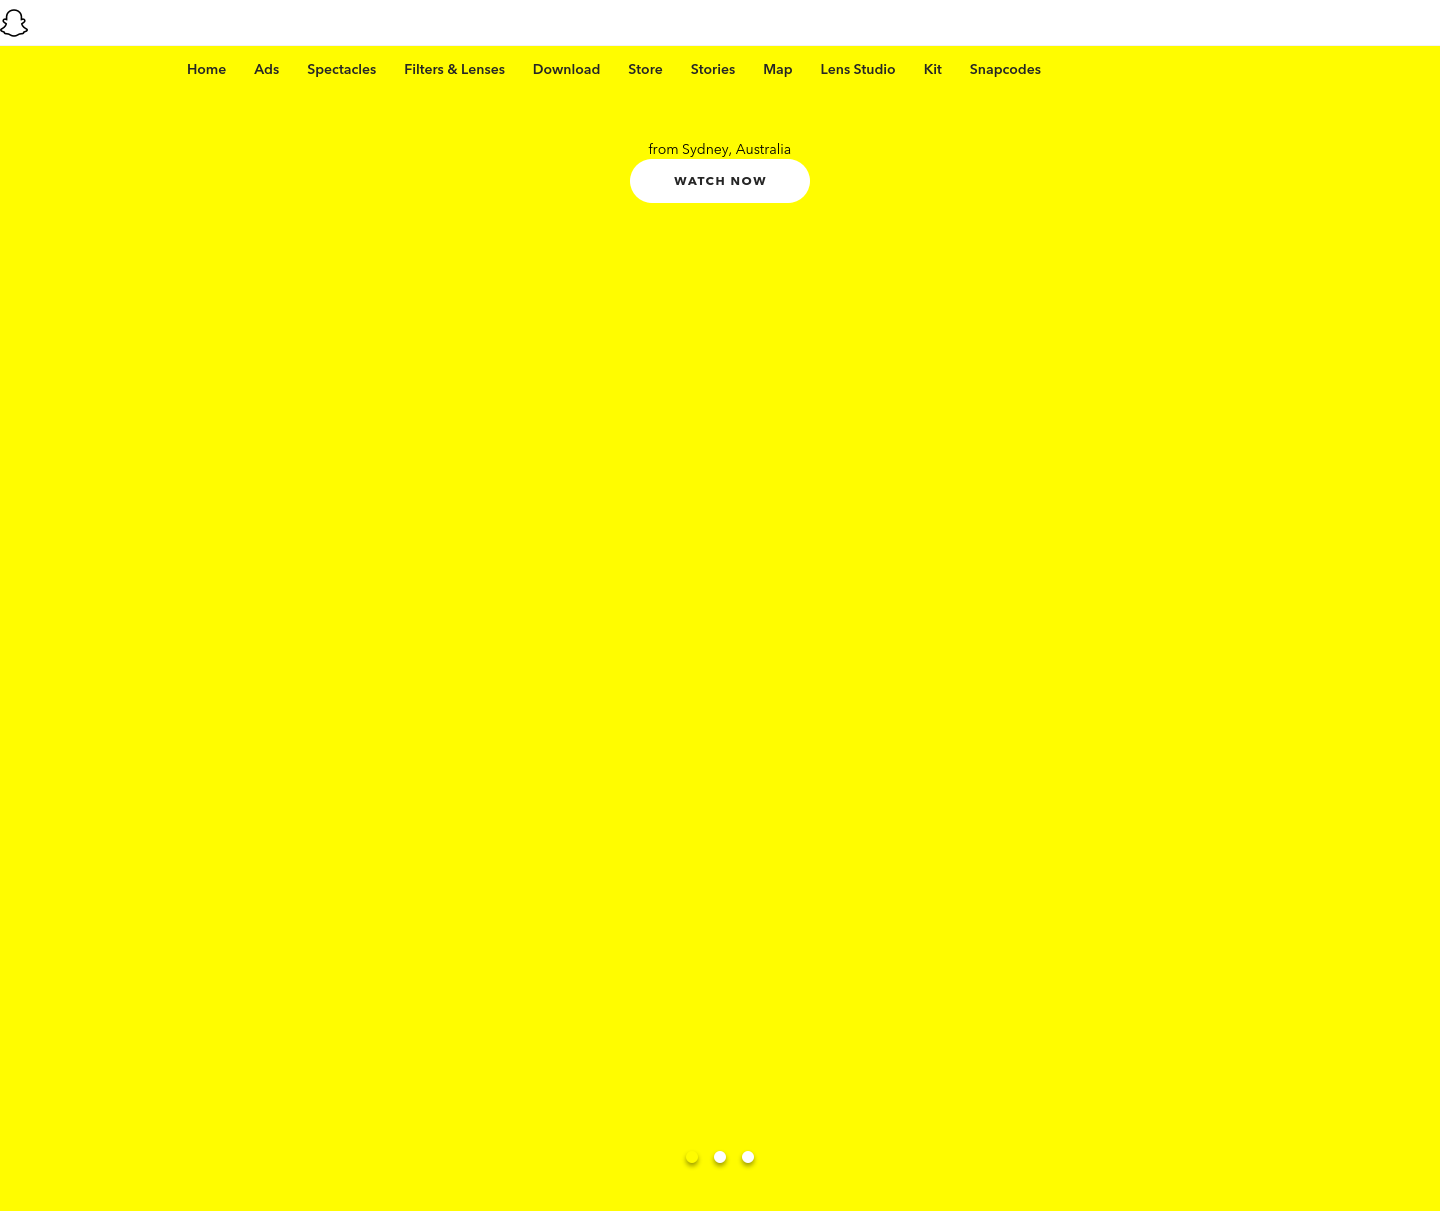 Home Ads Spectacles Filters & Lenses Download Store Stories Map Lens Studio Kit Snapcodes
from Sydney, Australia
WATCH NOW